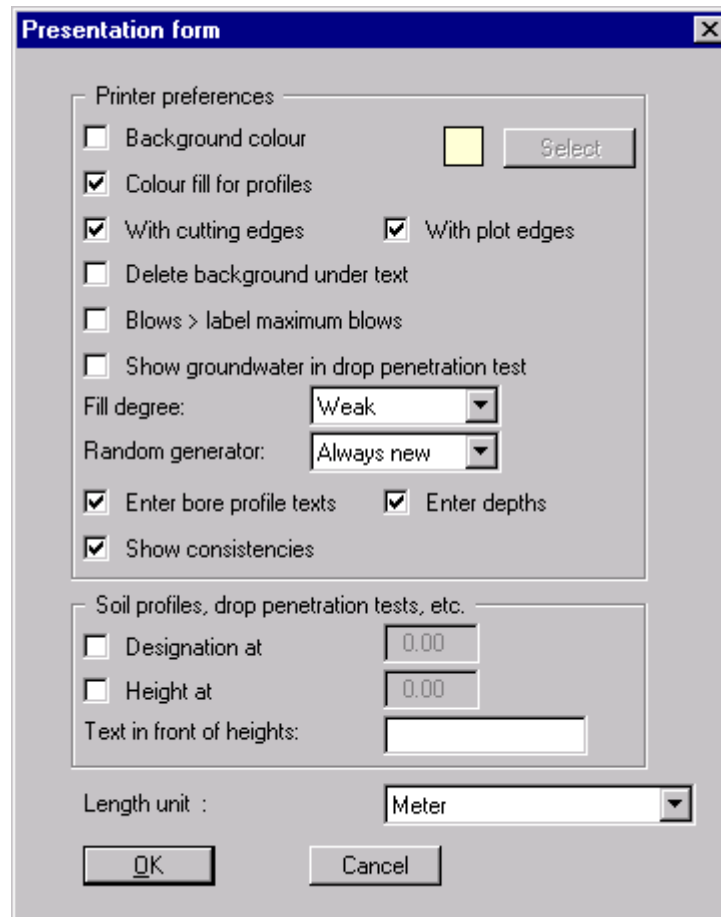 Presentation form
Printer preferences
Background colour Select
Colour fill for profiles
With cutting edges With plot edges
Delete background under text
Blows > label maximum blows
Show groundwater in drop penetration test
Fill degree: Weak
Random generator: Always new
Enter bore profile texts Enter depths
Show consistencies
Soil profiles, drop penetration tests, etc.
Designation at 0.00
Height at 0.00
Text in front of heights:
Length unit : Meter
OK Cancel